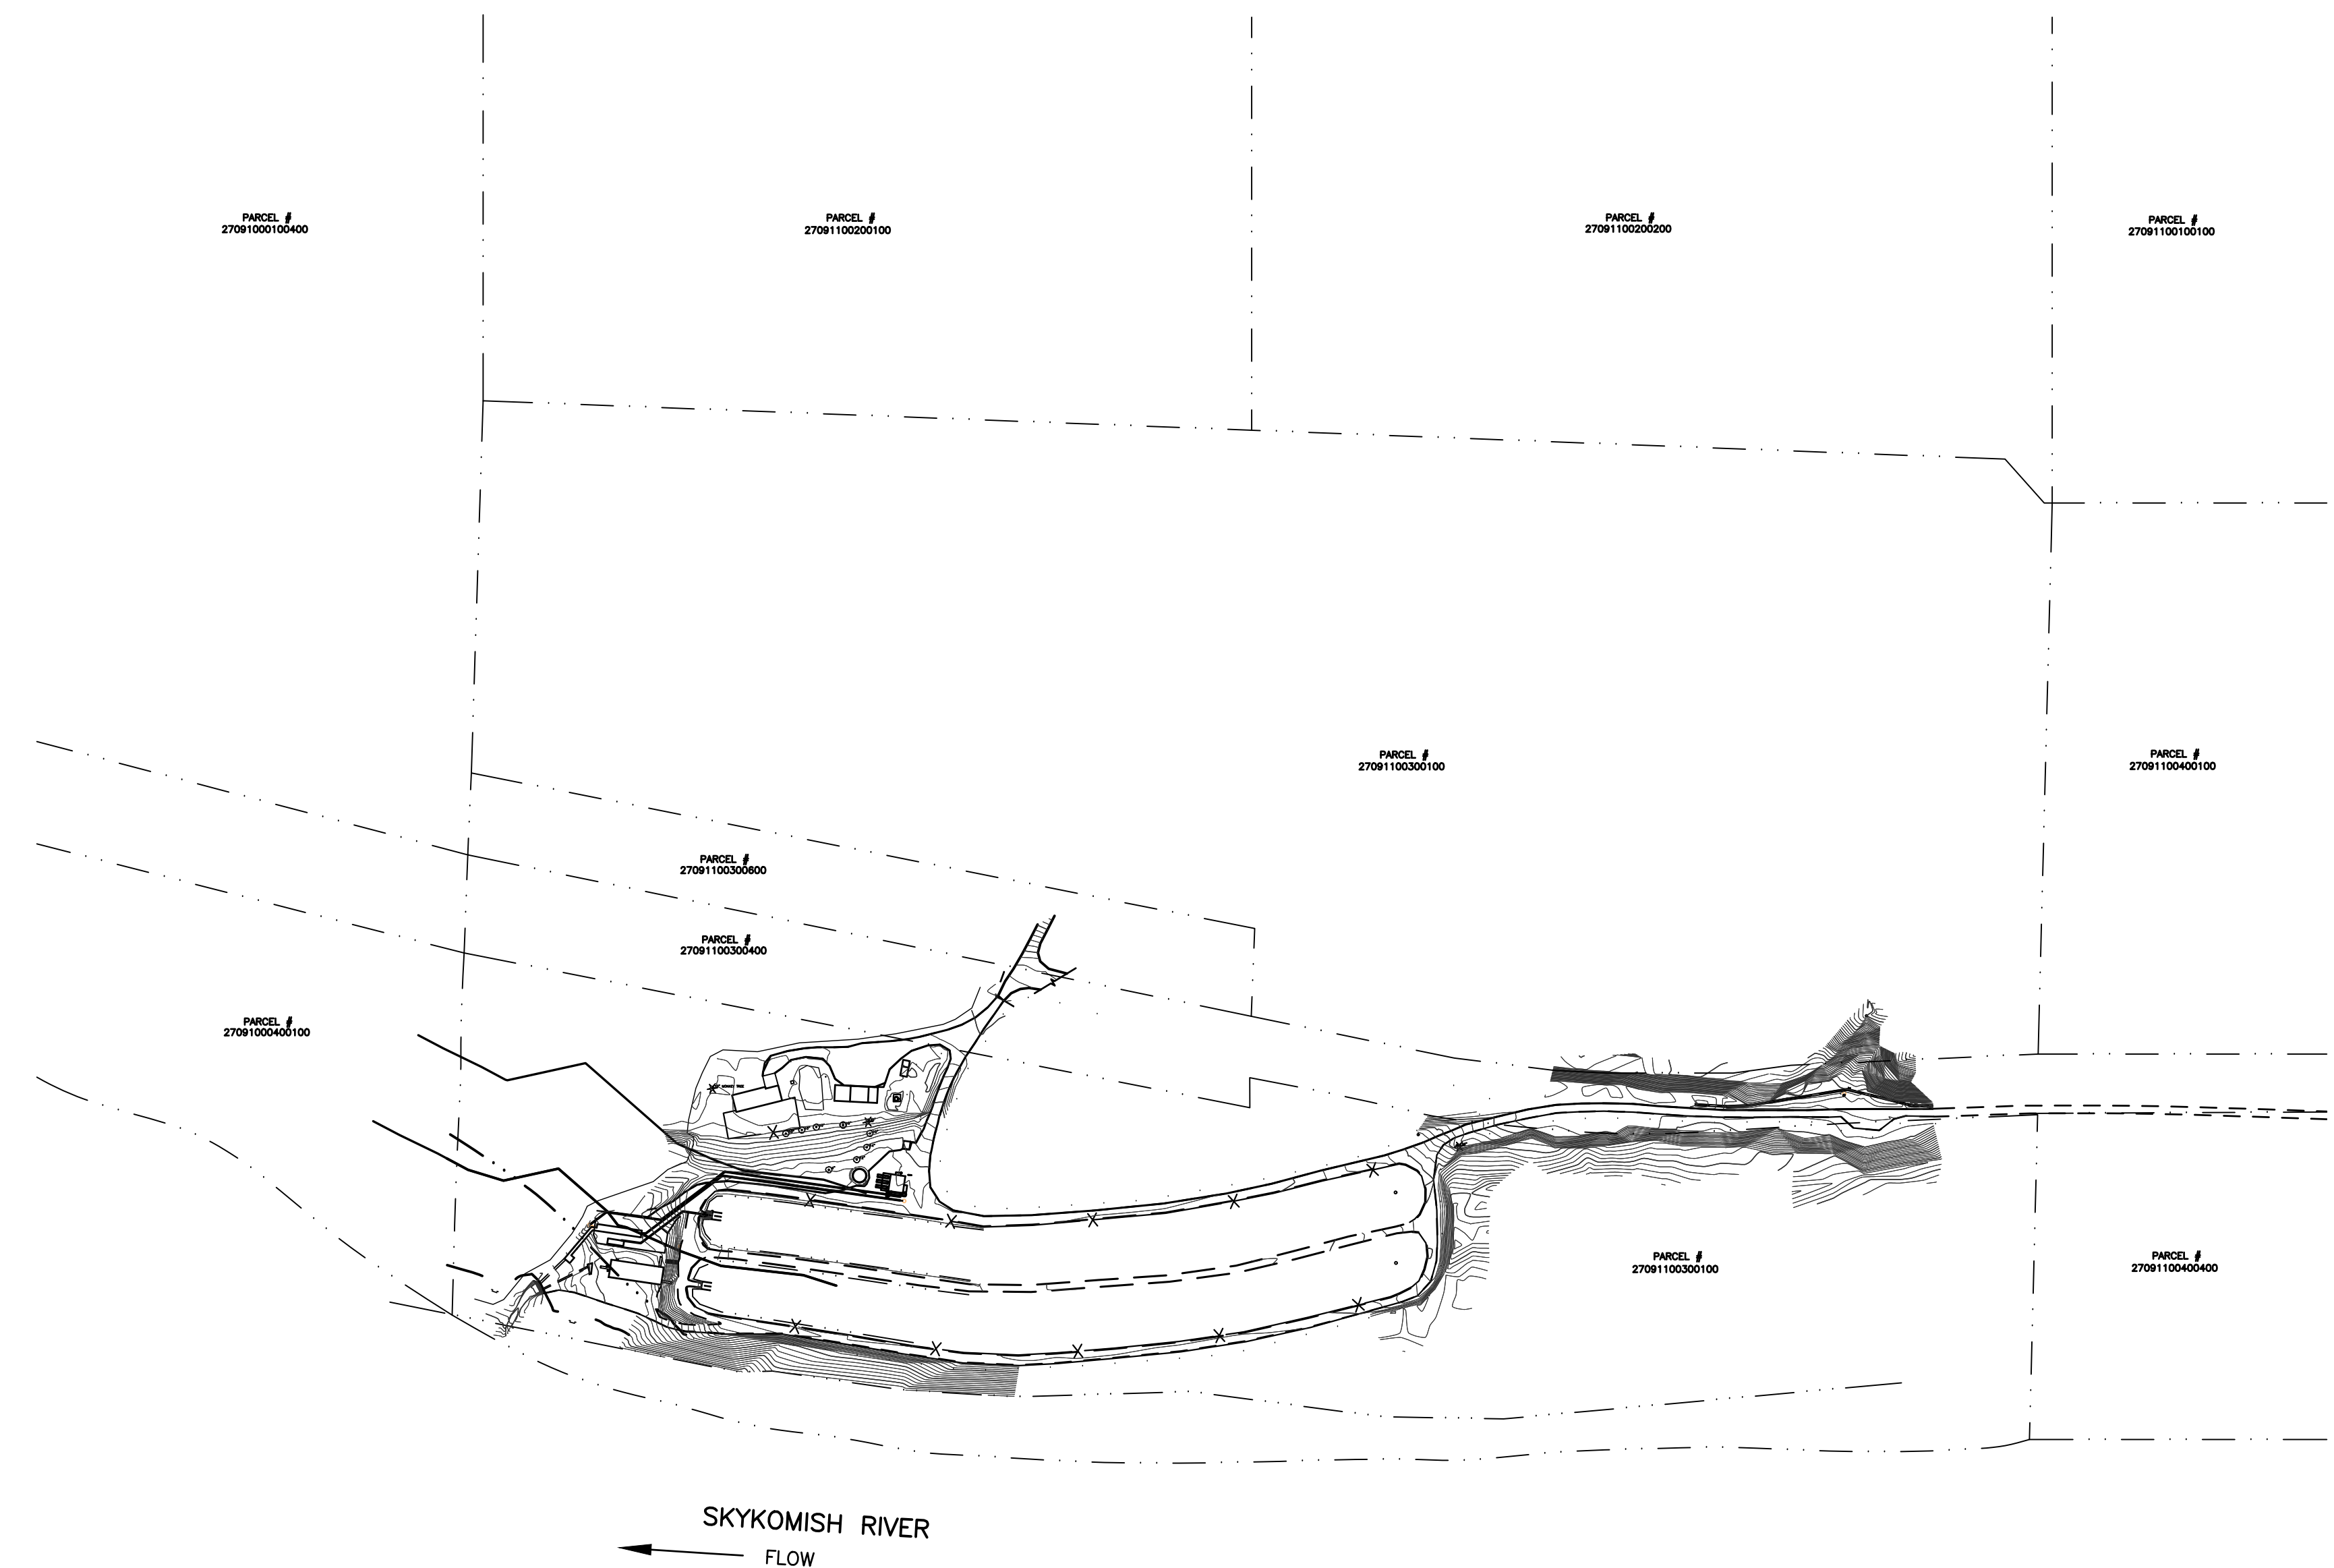 PARCEL #
27091000100400
PARCEL #
27091100200100
PARCEL #
27091100200200
PARCEL #
27091100100100
PARCEL #
27091100300100
PARCEL #
27091100400100
PARCEL #
27091100300600
PARCEL #
27091100300400
PARCEL #
27091000400100
PARCEL #
27091100300100
PARCEL #
27091100400400
SKYKOMISH RIVER
FLOW